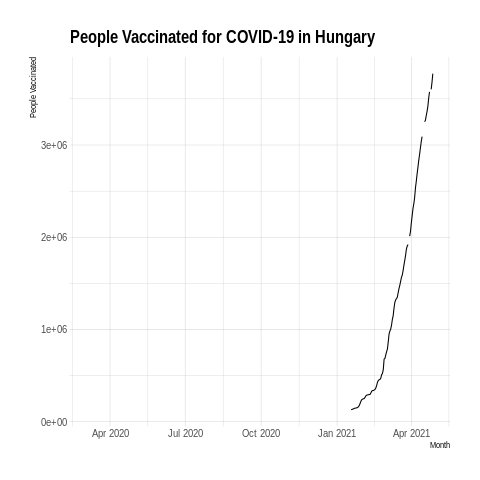 People Vaccinated for COVID-19 in Hungary
People Vaccinated
3e+06
2e+06
1e+06
0e+00
Apr 2020 Jul 2020 Oct 2020 Jan 2021 Apr 2021
Month